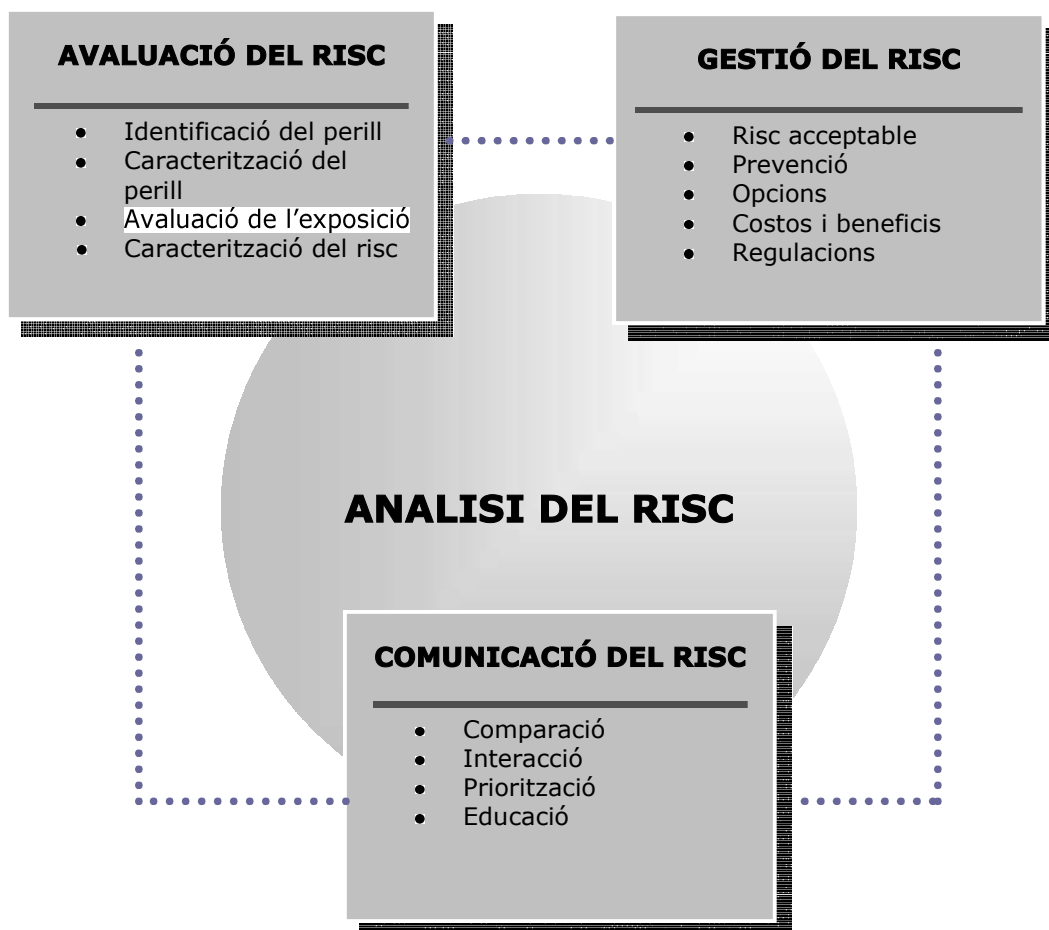 AVALUACIÓ DEL RISC
• Identificació del perill
• Caracterització del
perill
• Avaluació de l’exposició
• Caracterització del risc
GESTIÓ DEL RISC
• Risc acceptable
• Prevenció
• Opcions
• Costos i beneficis
• Regulacions
ANALISI DEL RISC
COMUNICACIÓ DEL RISC
• Comparació
• Interacció
• Priorització
• Educació